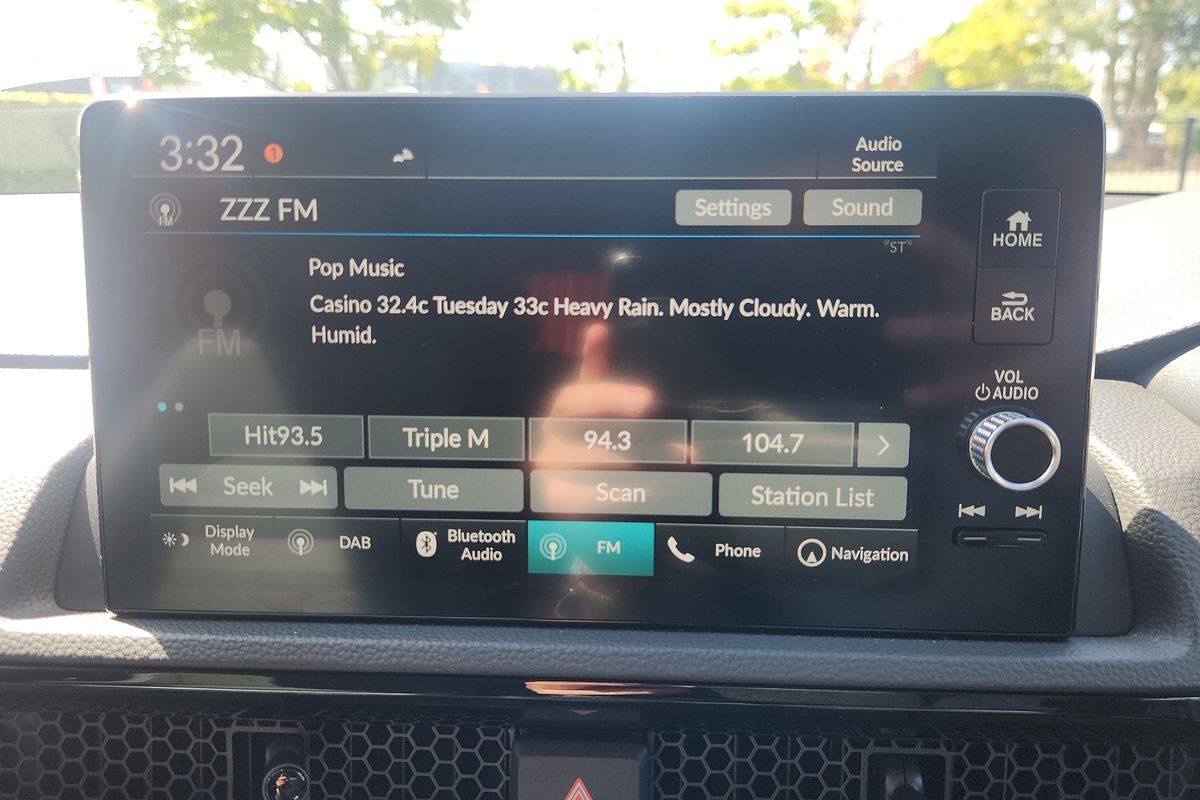 3:32
1
Audio
Source
FM
ZZZ FM
Settings
Sound
"ST"
HOME
Pop Music
Casino 32.4c Tuesday 33c Heavy Rain. Mostly Cloudy. Warm.
Humid.
FM
BACK
VOL
AUDIO
Hit93.5
Triple M
94.3
104.7
Seek
Tune
Scan
Station List
Display
Mode
DAB
Bluetooth
Audio
FM
Phone
Navigation